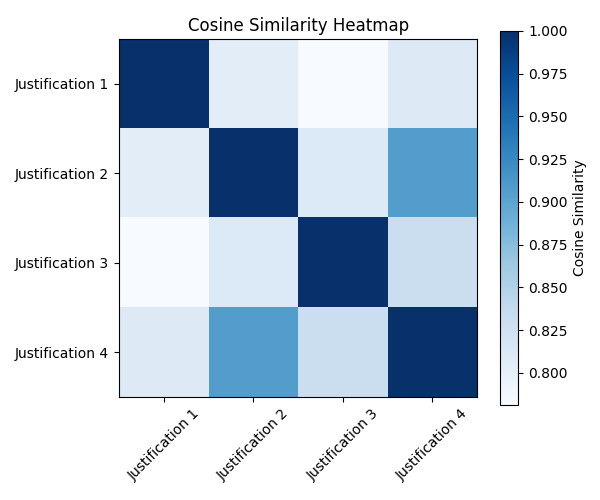 Cosine Similarity Heatmap
Justification 1
Justification 2
Justification 3
Justification 4
Justification 1
Justification 2
Justification 3
Justification 4
1.000
0.975
0.950
0.925
0.900
0.875
0.850
0.825
0.800
Cosine Similarity